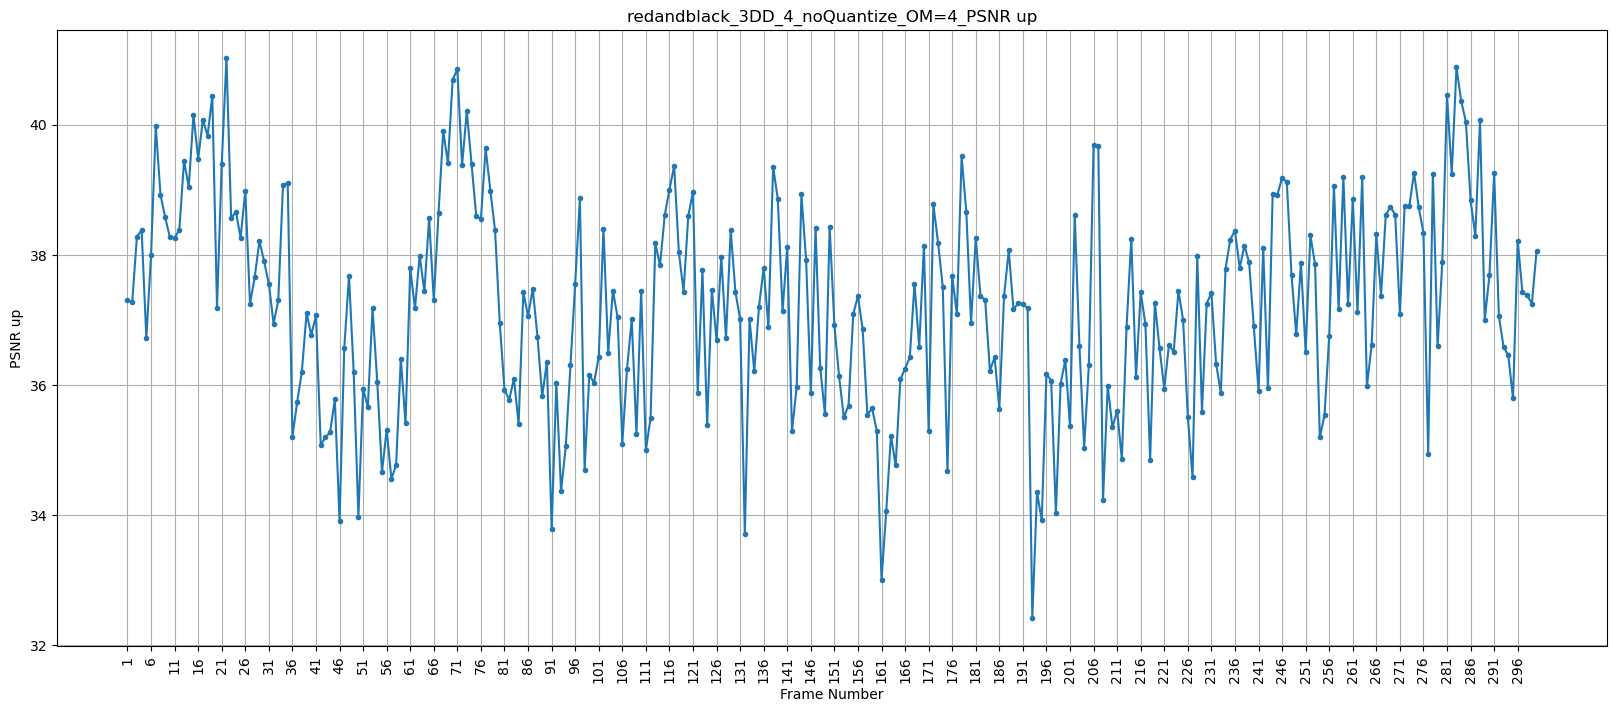 redandblack_3DD_4_noQuantize_OM=4_PSNR up
PSNR up
40
38
36
34
32
1 6 11 16 21 26 31 36 41 46 51 56 61 66 71 76 81 86 91 96 101 106 111 116 121 126 131 136 141 146 151 156 161 166 171 176 181 186 191 196 201 206 211 216 221 226 231 236 241 246 251 256 261 266 271 276 281 286 291 296
Frame Number